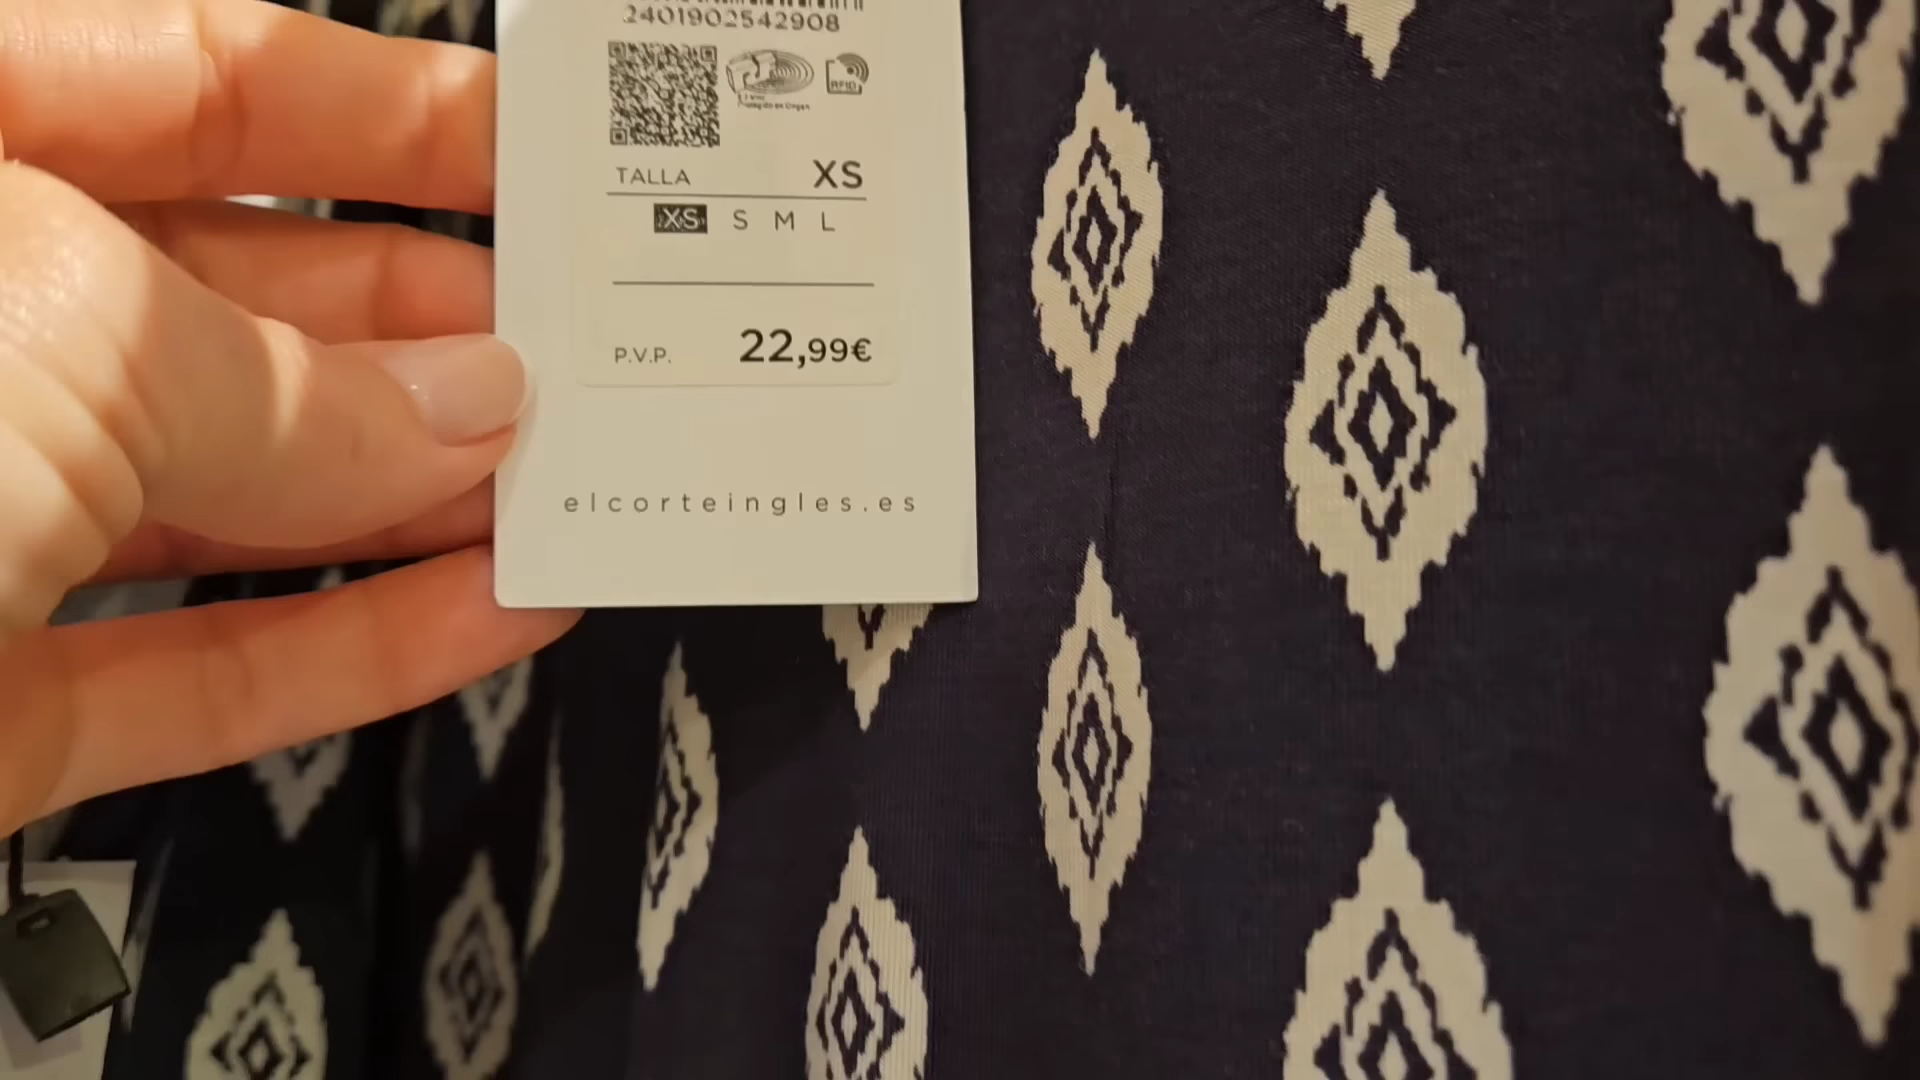 2401902542908
RFID
TALLA XS
XS S M L
P.V.P. 22,99€
elcorteingles.es